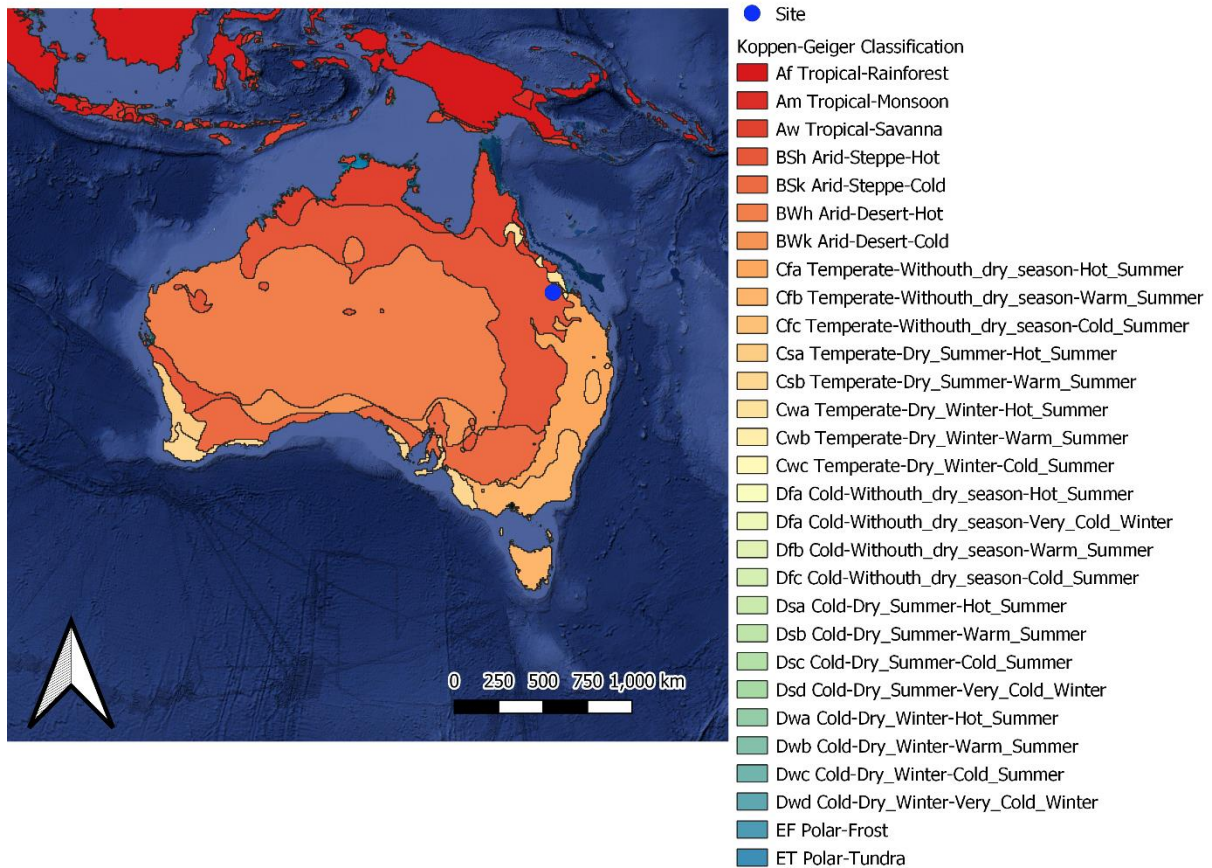 Site
Koppen-Geiger Classification
Af Tropical-Rainforest
Am Tropical-Monsoon
Aw Tropical-Savanna
BSh Arid-Steppe-Hot
BSk Arid-Steppe-Cold
BWh Arid-Desert-Hot
BWk Arid-Desert-Cold
Cfa Temperate-Withouth_dry_season-Hot_Summer
Cfb Temperate-Withouth_dry_season-Warm_Summer
Cfc Temperate-Withouth_dry_season-Cold_Summer
Csa Temperate-Dry_Summer-Hot_Summer
Csb Temperate-Dry_Summer-Warm_Summer
Cwa Temperate-Dry_Winter-Hot_Summer
Cwb Temperate-Dry_Winter-Warm_Summer
Cwc Temperate-Dry_Winter-Cold_Summer
Dfa Cold-Withouth_dry_season-Hot_Summer
Dfa Cold-Withouth_dry_season-Very_Cold_Winter
Dfb Cold-Withouth_dry_season-Warm_Summer
Dfc Cold-Withouth_dry_season-Cold_Summer
Dsa Cold-Dry_Summer-Hot_Summer
Dsb Cold-Dry_Summer-Warm_Summer
Dsc Cold-Dry_Summer-Cold_Summer
Dsd Cold-Dry_Summer-Very_Cold_Winter
Dwa Cold-Dry_Winter-Hot_Summer
Dwb Cold-Dry_Winter-Warm_Summer
Dwc Cold-Dry_Winter-Cold_Summer
Dwd Cold-Dry_Winter-Very_Cold_Winter
EF Polar-Frost
ET Polar-Tundra
0 250 500 750 1,000 km